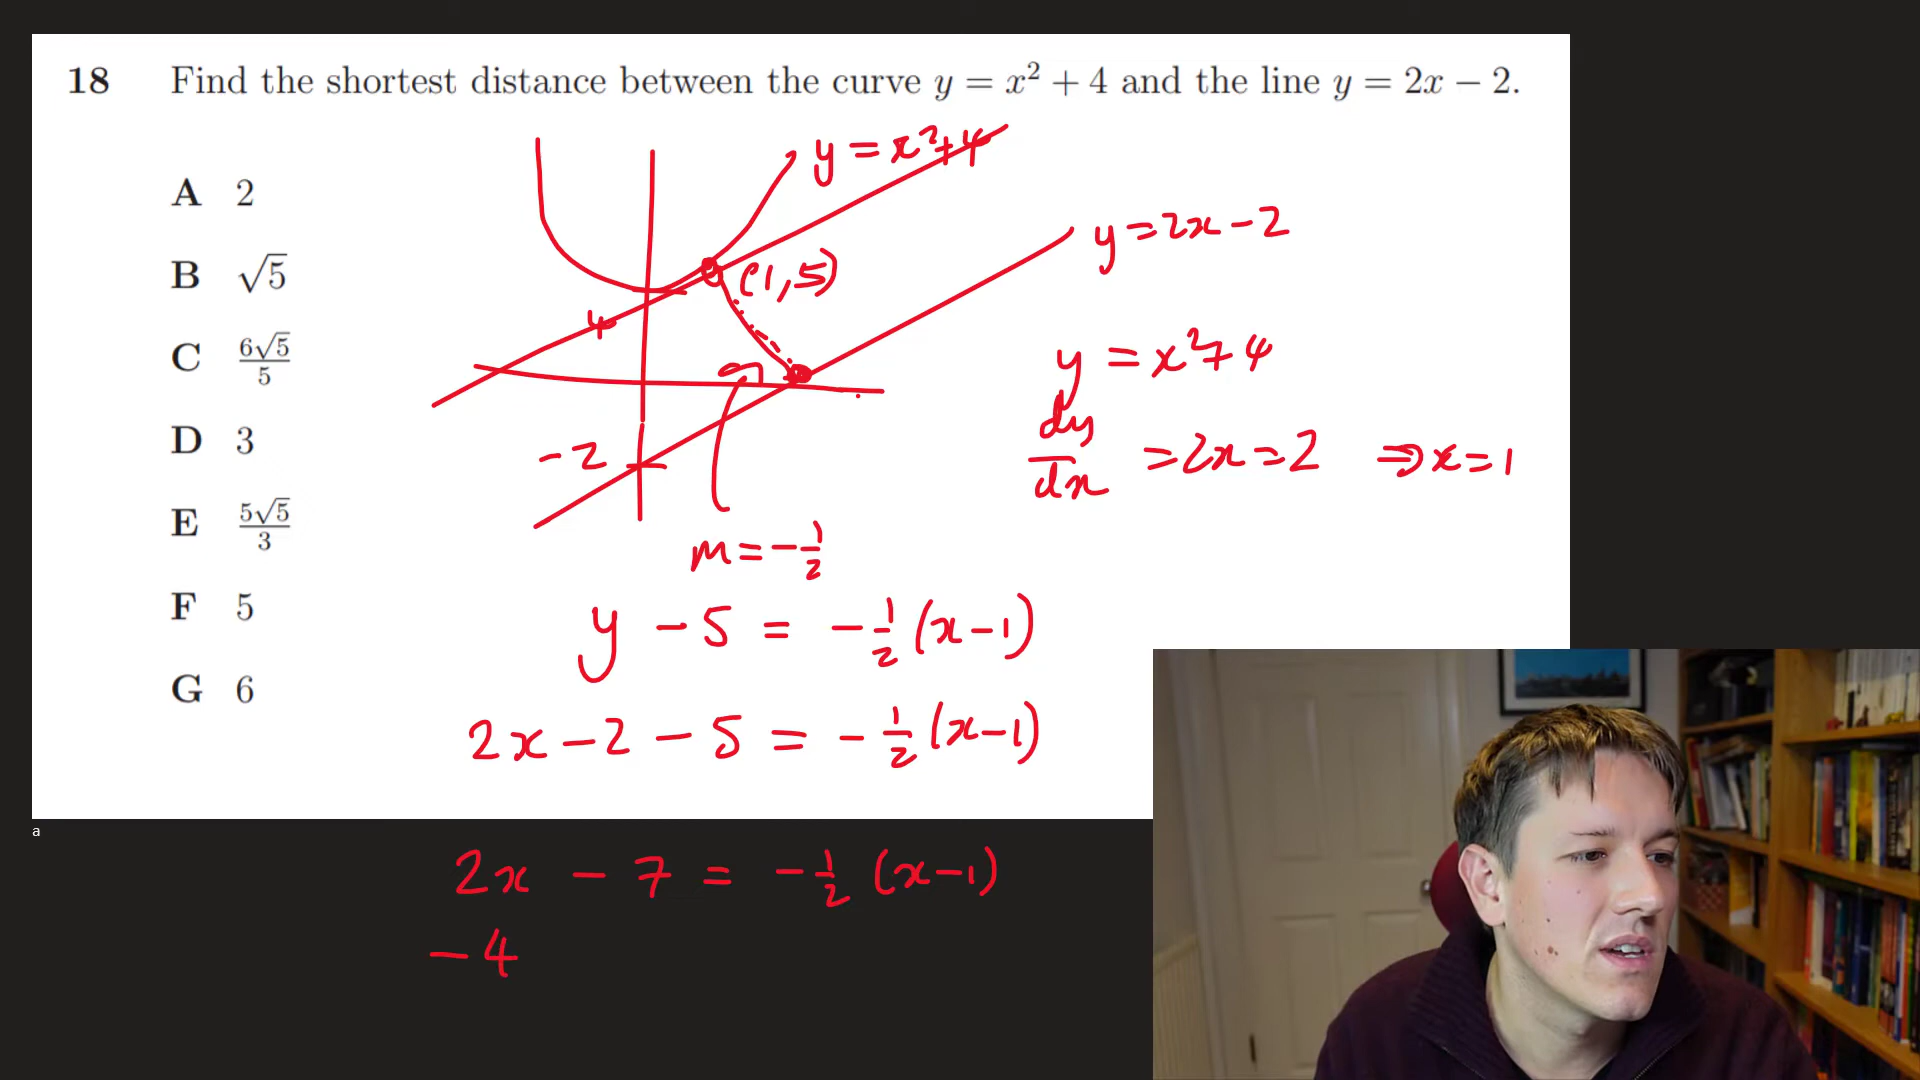 18 Find the shortest distance between the curve y = x² + 4 and the line y = 2x − 2.
A 2
B √5
C 6√5/5
D 3
E 5√5/3
F 5
G 6
y = x²+4
y = 2x − 2
(1,5)
4
−2
m = −1/2
y = x²+4
dy/dx = 2x = 2 ⇒ x = 1
y − 5 = −1/2 (x−1)
2x − 2 − 5 = −1/2 (x−1)
a
2x − 7 = −1/2 (x−1)
−4